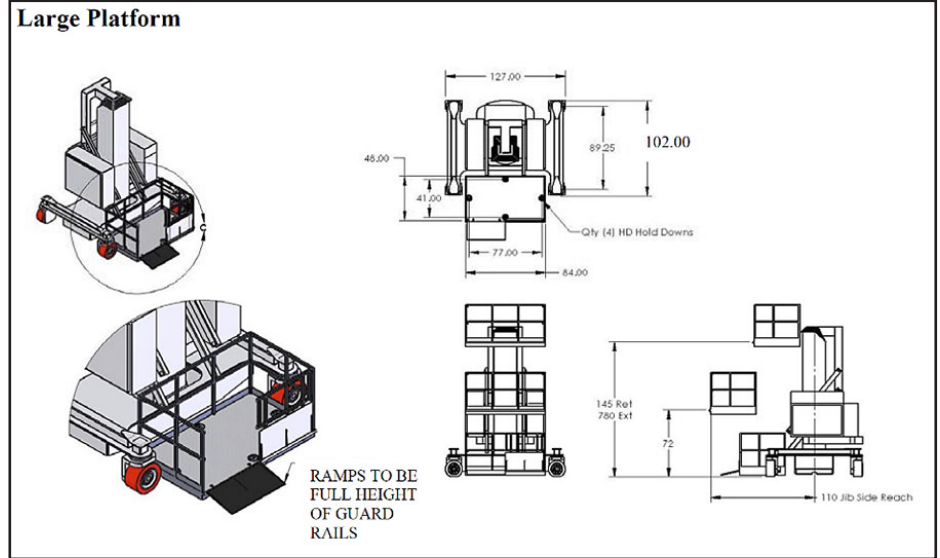 Large Platform
127.00
102.00
89.25
48.00
41.00
Qty (4) HD Hold Downs
77.00
84.00
C
145 Ret
780 Ext
72
110 Jib Side Reach
RAMPS TO BE
FULL HEIGHT
OF GUARD
RAILS